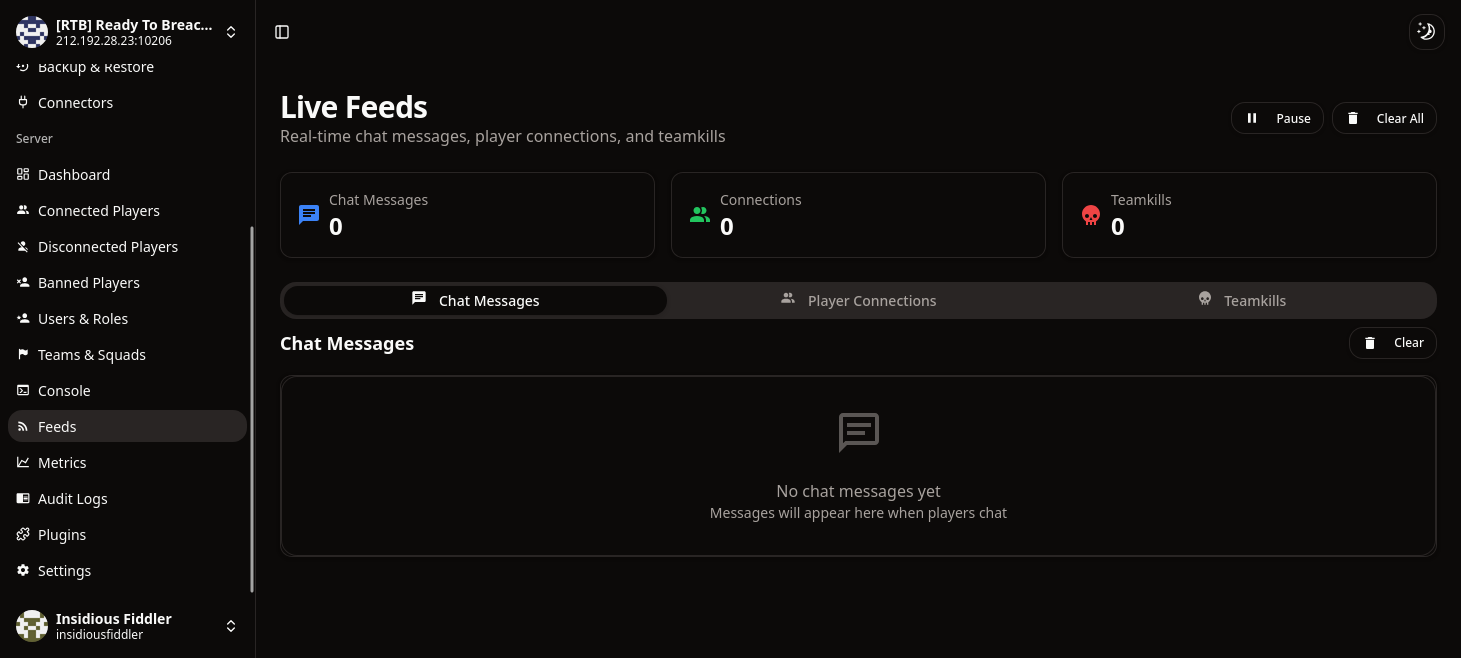 [RTB] Ready To Breac...
212.192.28.23:10206
Backup & Restore
Connectors
Server
Dashboard
Connected Players
Disconnected Players
Banned Players
Users & Roles
Teams & Squads
Console
Feeds
Metrics
Audit Logs
Plugins
Settings
Insidious Fiddler
insidiousfiddler
Live Feeds
Real-time chat messages, player connections, and teamkills
Pause
Clear All
Chat Messages
0
Connections
0
Teamkills
0
Chat Messages
Player Connections
Teamkills
Chat Messages
Clear
No chat messages yet
Messages will appear here when players chat